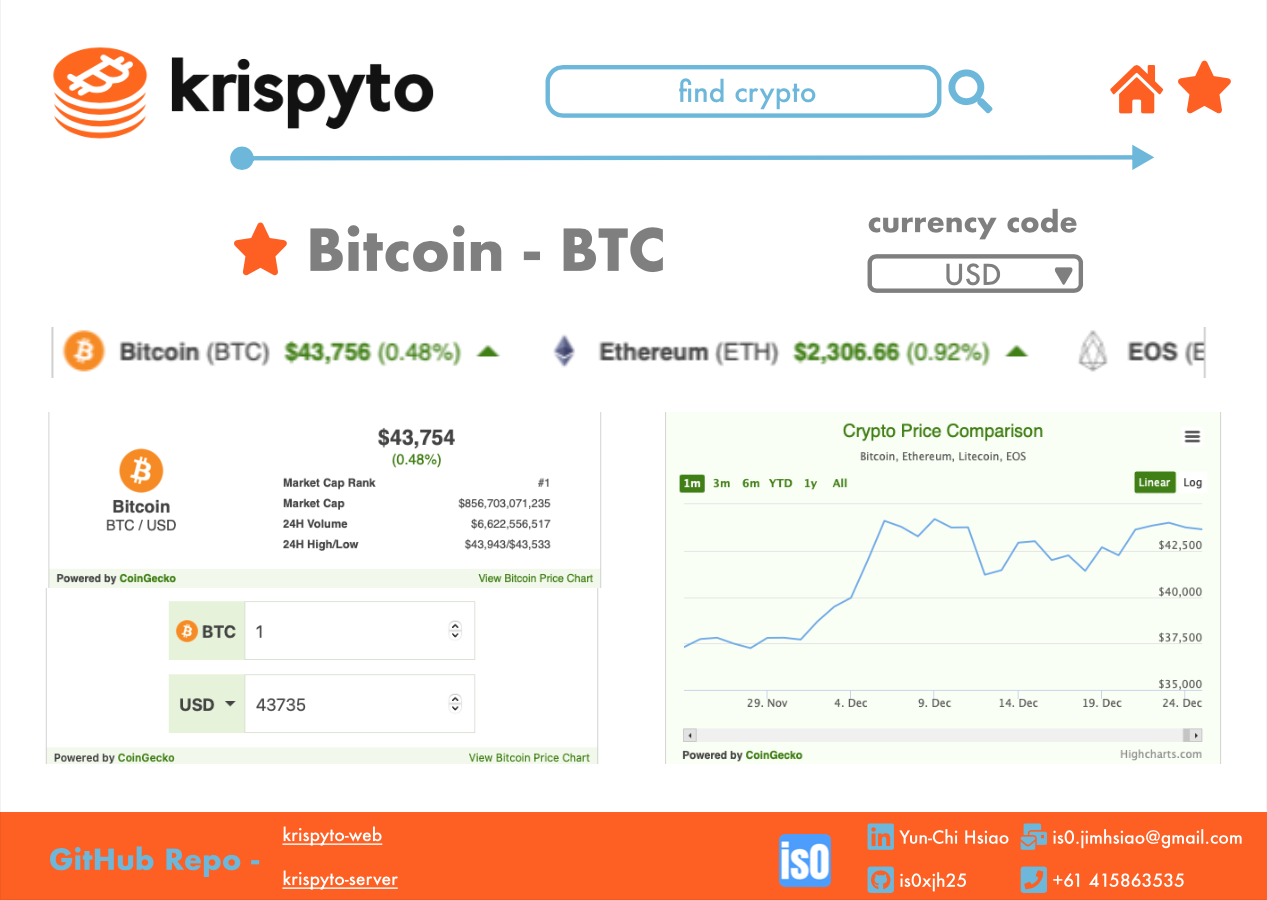 krispyto
find crypto
currency code
Bitcoin - BTC
USD
Bitcoin (BTC) $43,756 (0.48%) Ethereum (ETH) $2,306.66 (0.92%) EOS (E
$43,754
(0.48%)
Bitcoin
BTC / USD
Market Cap Rank #1
Market Cap $856,703,071,235
24H Volume $6,622,556,517
24H High/Low $43,943/$43,533
Powered by CoinGecko View Bitcoin Price Chart
BTC 1
USD 43735
Powered by CoinGecko View Bitcoin Price Chart
Crypto Price Comparison
Bitcoin, Ethereum, Litecoin, EOS
1m 3m 6m YTD 1y All Linear Log
$42,500
$40,000
$37,500
$35,000
29. Nov 4. Dec 9. Dec 14. Dec 19. Dec 24. Dec
Powered by CoinGecko Highcharts.com
GitHub Repo -
krispyto-web
krispyto-server
is0
in Yun-Chi Hsiao is0.jimhsiao@gmail.com
is0xjh25 +61 415863535